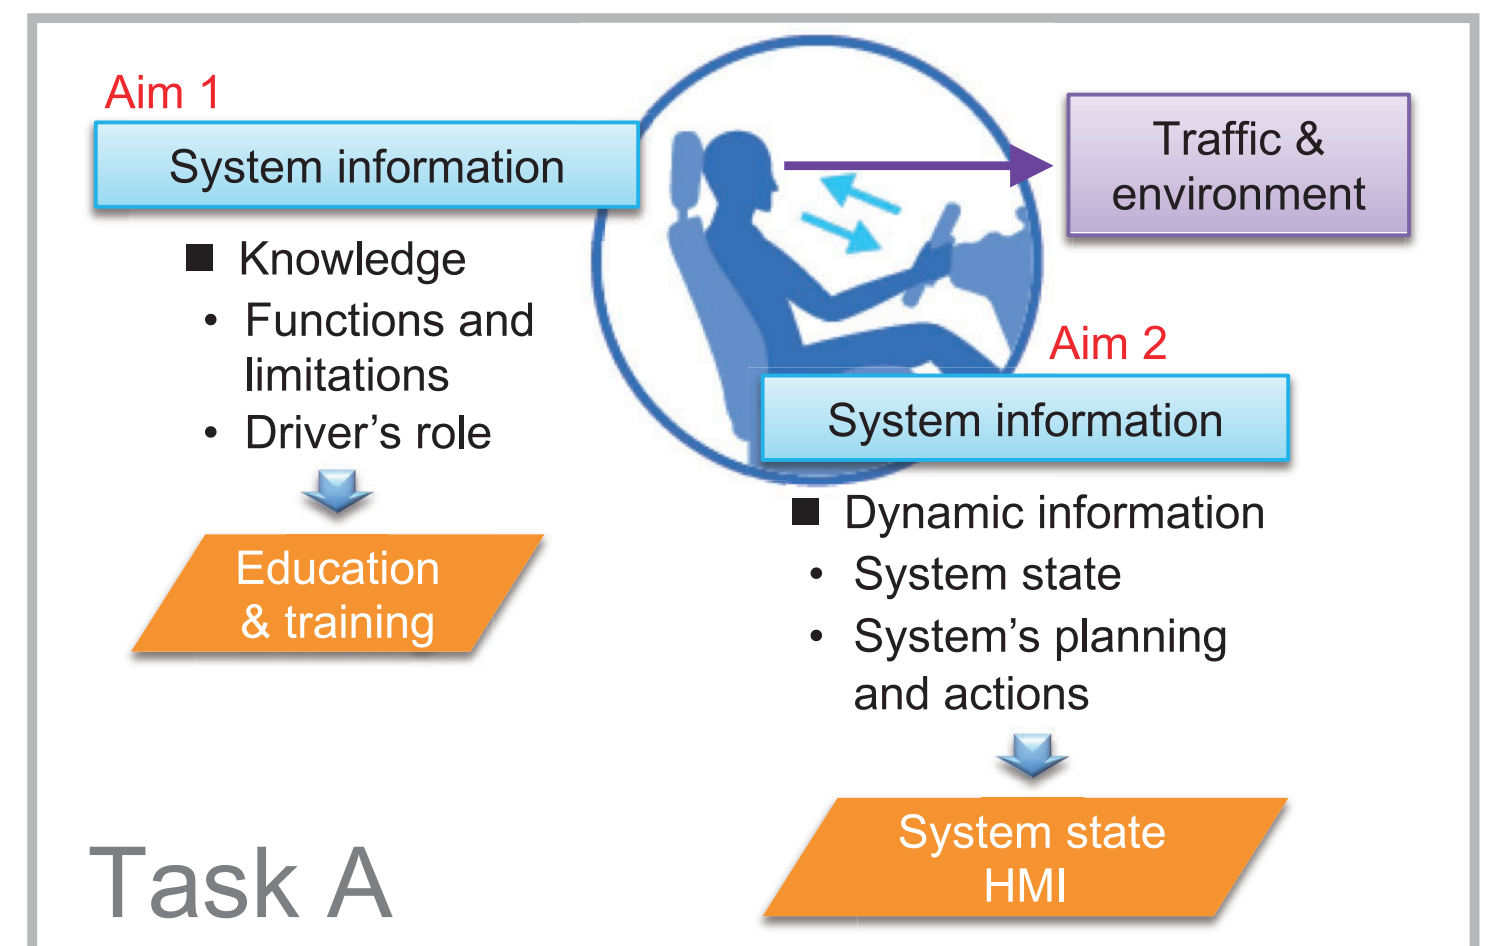 Aim 1
System information
■ Knowledge
• Functions and
limitations
• Driver's role
Education
& training
Traffic &
environment
Aim 2
System information
■ Dynamic information
• System state
• System's planning
and actions
System state
HMI
Task A